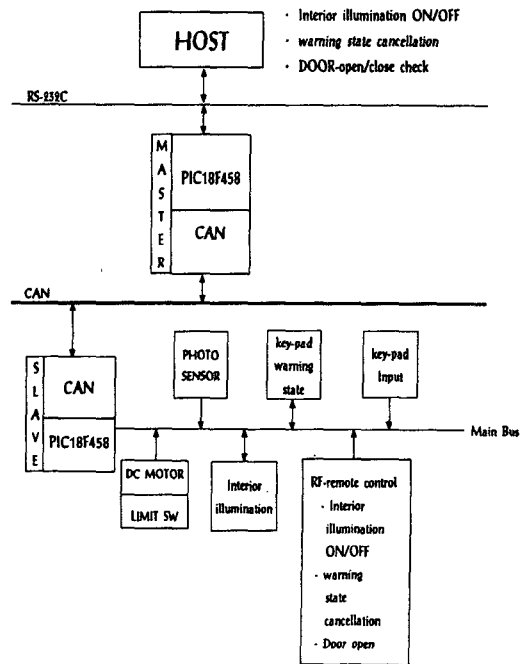 HOST
· Interior illumination ON/OFF
· warning state cancellation
· DOOR-open/close check
RS-232C
MASTER
PIC18F458
CAN
CAN
SLAVE
CAN
PIC18F458
PHOTO
SENSOR
key-pad
warning
state
key-pad
Input
Main Bus
DC MOTOR
LIMIT SW
Interior
illumination
RF-remote control
· Interior
illumination
ON/OFF
· warning
state
cancellation
· Door open